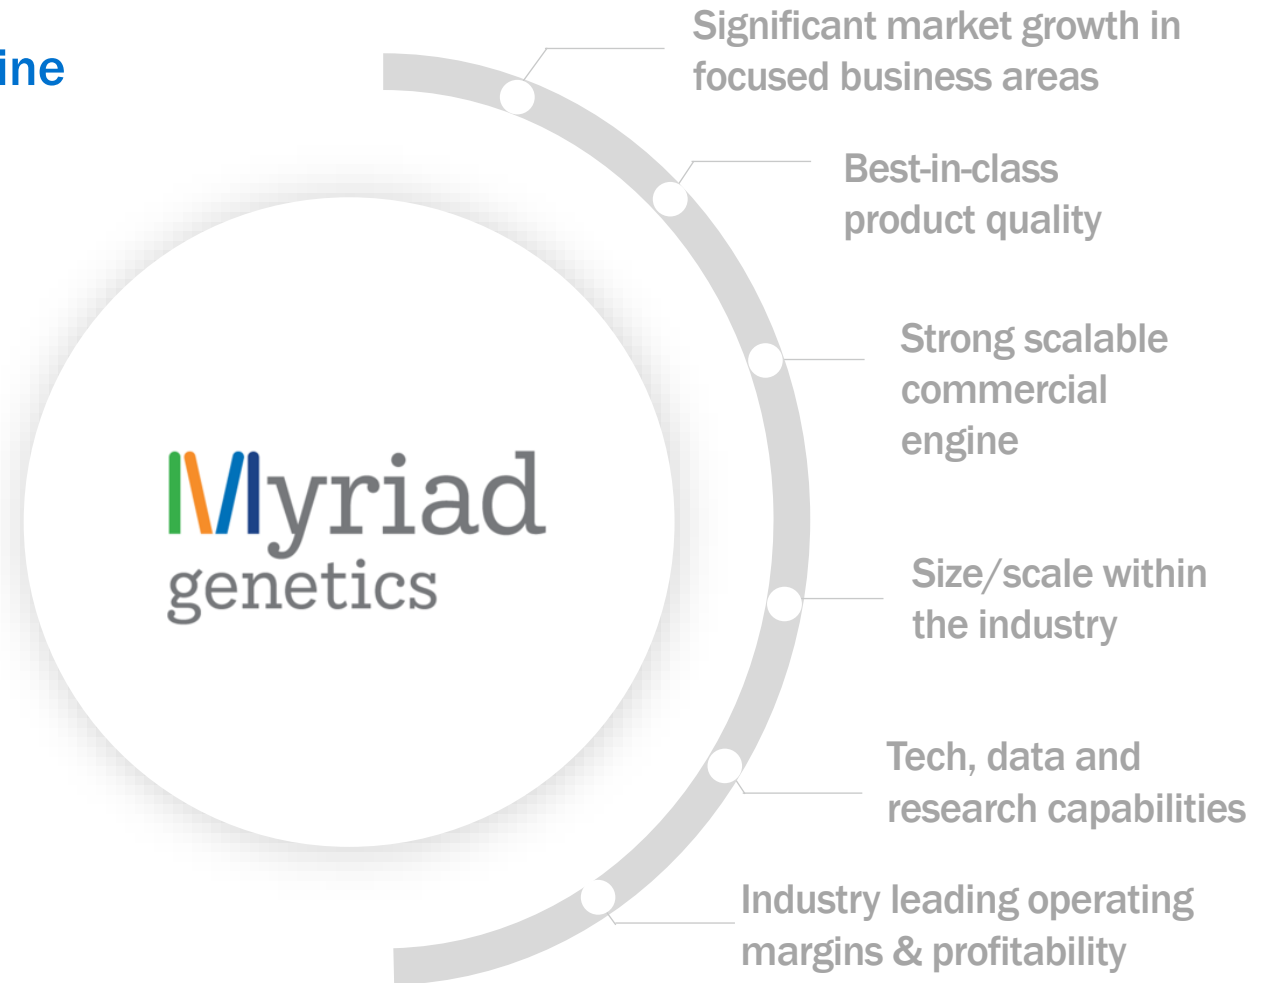 Significant market growth in
focused business areas
ine
Best-in-class
product quality
Strong scalable
commercial
engine
Myriad
genetics
Size/scale within
the industry
Tech, data and
research capabilities
Industry leading operating
margins & profitability